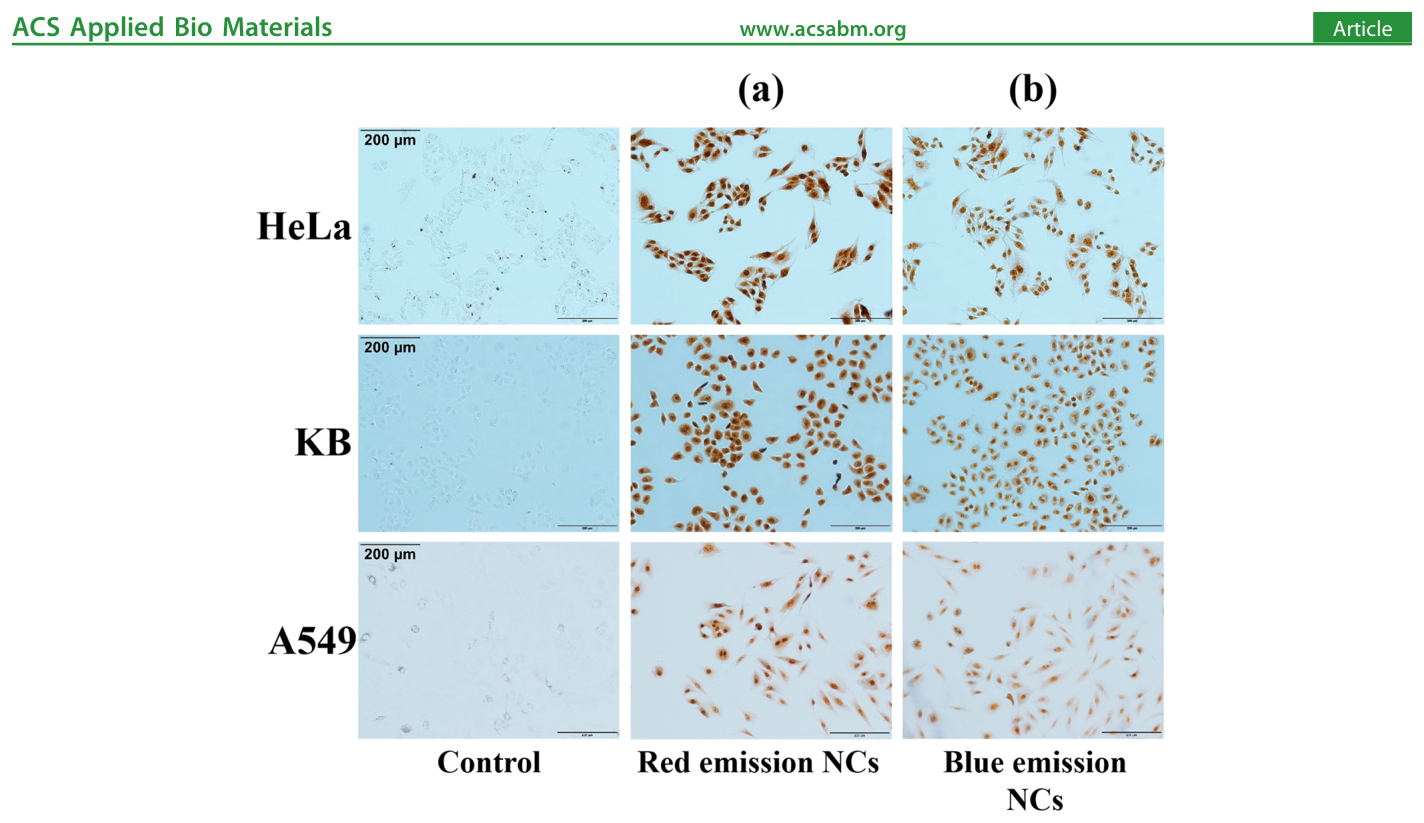 ACS Applied Bio Materials
www.acsabm.org
Article
(a)
(b)
200 µm
HeLa
200 µm
KB
200 µm
A549
Control
Red emission NCs
Blue emission
NCs